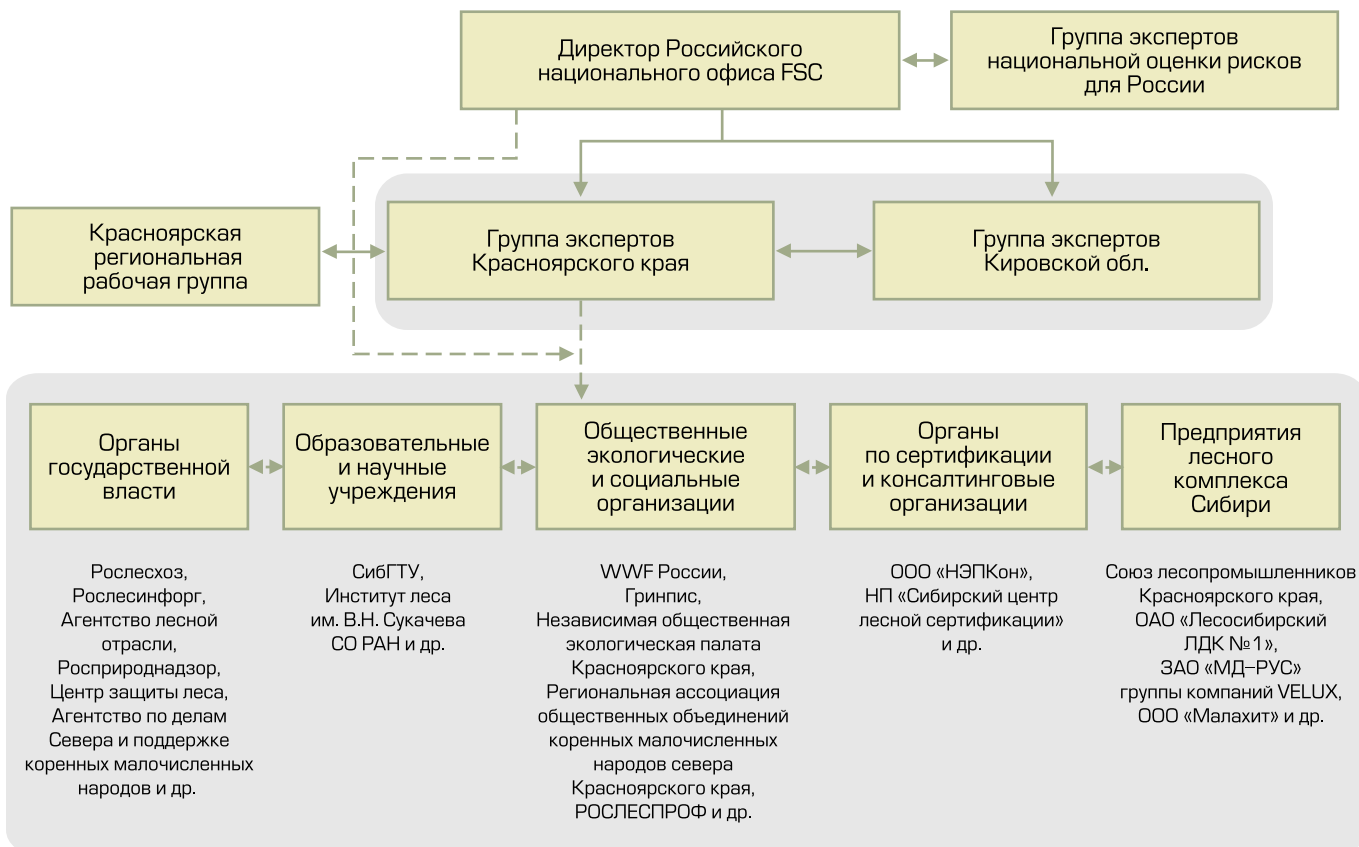 Директор Российского
национального офиса FSC
Группа экспертов
национальной оценки рисков
для России
Красноярская
региональная
рабочая группа
Группа экспертов
Красноярского края
Группа экспертов
Кировской обл.
Органы
государственной
власти
Образовательные
и научные
учреждения
Общественные
экологические
и социальные
организации
Органы
по сертификации
и консалтинговые
организации
Предприятия
лесного
комплекса
Сибири
Рослесхоз,
Рослесинфорг,
Агентство лесной
отрасли,
Росприроднадзор,
Центр защиты леса,
Агентство по делам
Севера и поддержке
коренных малочисленных
народов и др.
СибГТУ,
Институт леса
им. В.Н. Сукачева
СО РАН и др.
WWF России,
Гринпис,
Независимая общественная
экологическая палата
Красноярского края,
Региональная ассоциация
общественных объединений
коренных малочисленных
народов севера
Красноярского края,
РОСЛЕСПРОФ и др.
ООО «НЭПКон»,
НП «Сибирский центр
лесной сертификации»
и др.
Союз лесопромышленников
Красноярского края,
ОАО «Лесосибирский
ЛДК №1»,
ЗАО «МД–РУС»
группы компаний VELUX,
ООО «Малахит» и др.